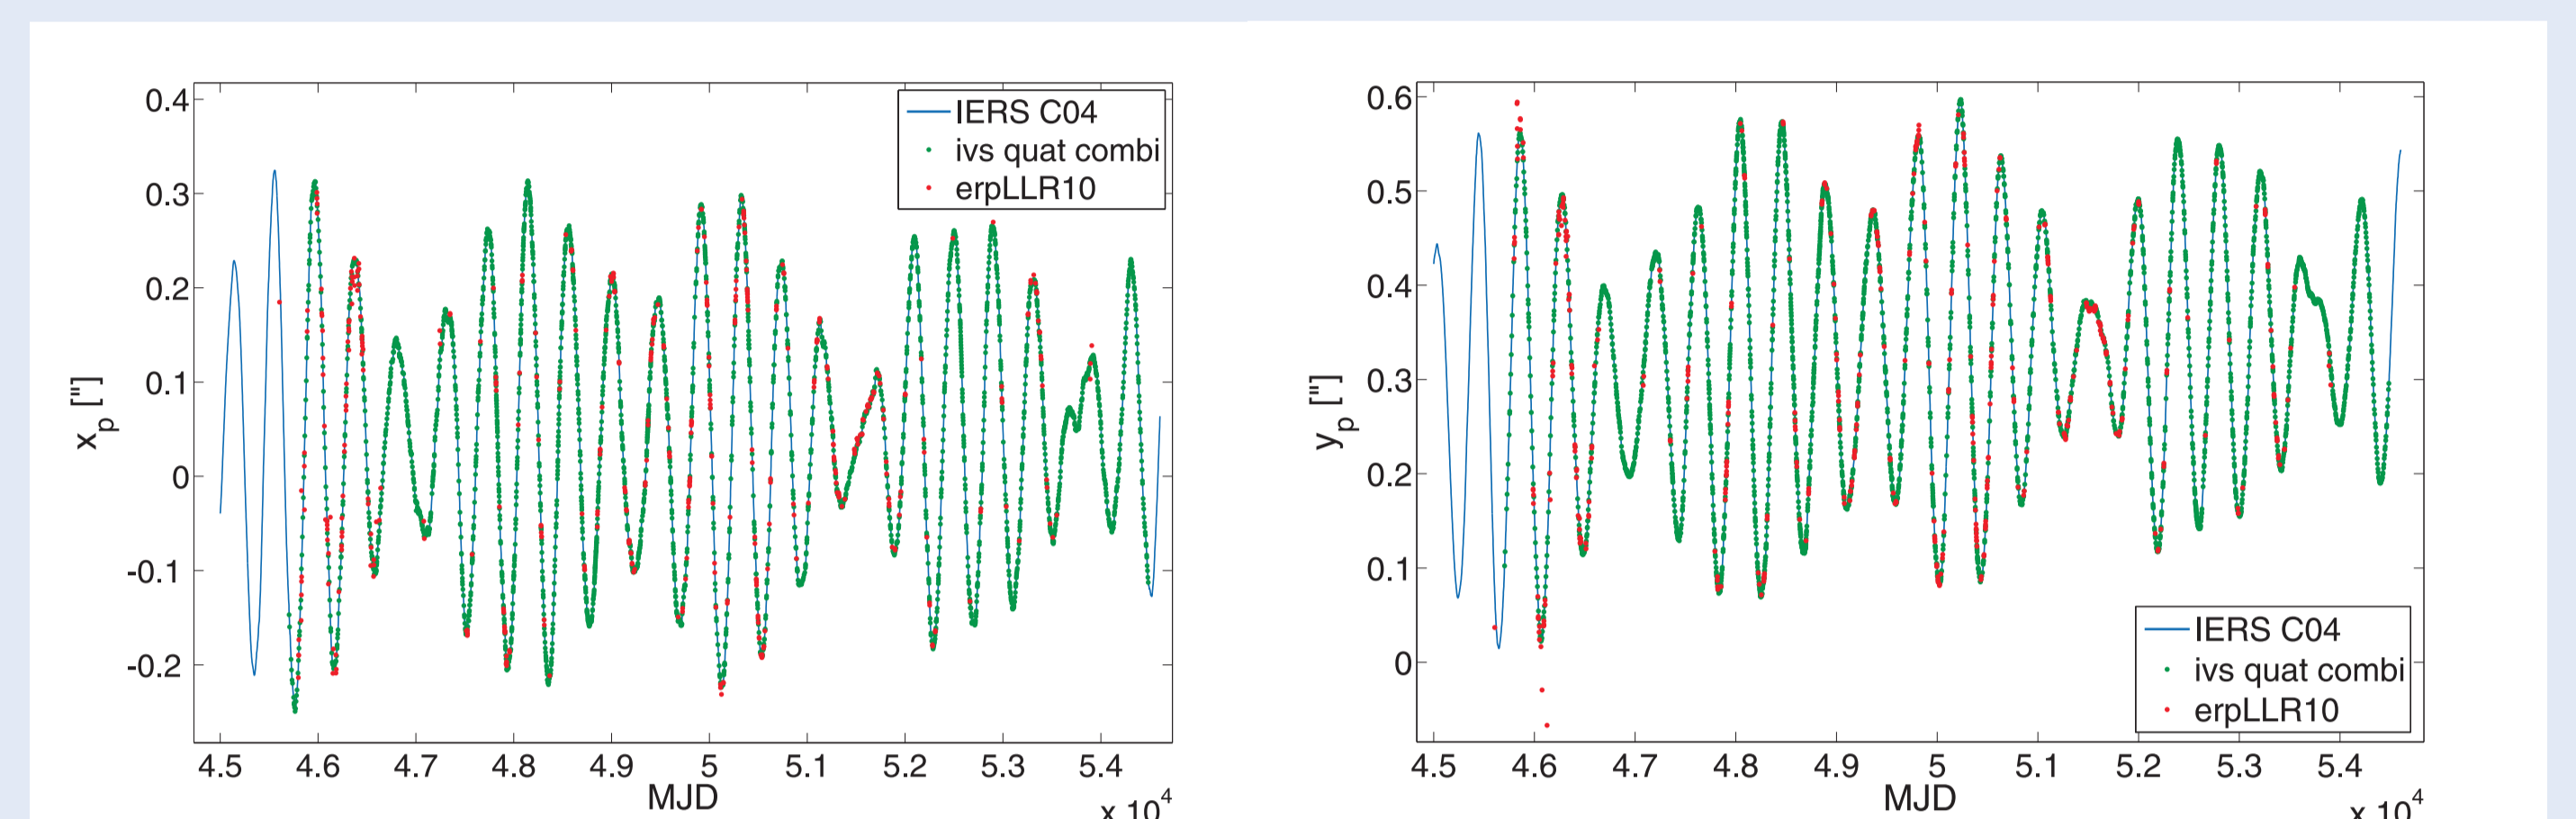 0.4
0.3
0.2
0.1
0
-0.1
-0.2
x_p ["]
IERS C04
ivs quat combi
erpLLR10
4.5 4.6 4.7 4.8 4.9 5 5.1 5.2 5.3 5.4
MJD
x 10^4
0.6
0.5
0.4
0.3
0.2
0.1
0
y_p ["]
IERS C04
ivs quat combi
erpLLR10
4.5 4.6 4.7 4.8 4.9 5 5.1 5.2 5.3 5.4
MJD
x 10^4